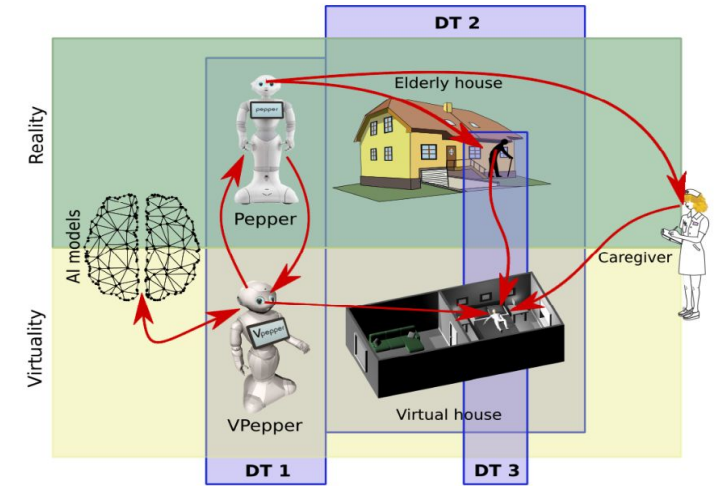 DT 2
Elderly house
pepper
Reality
Pepper
AI models
Caregiver
Virtuality
Vpepper
VPepper
Virtual house
DT 1
DT 3